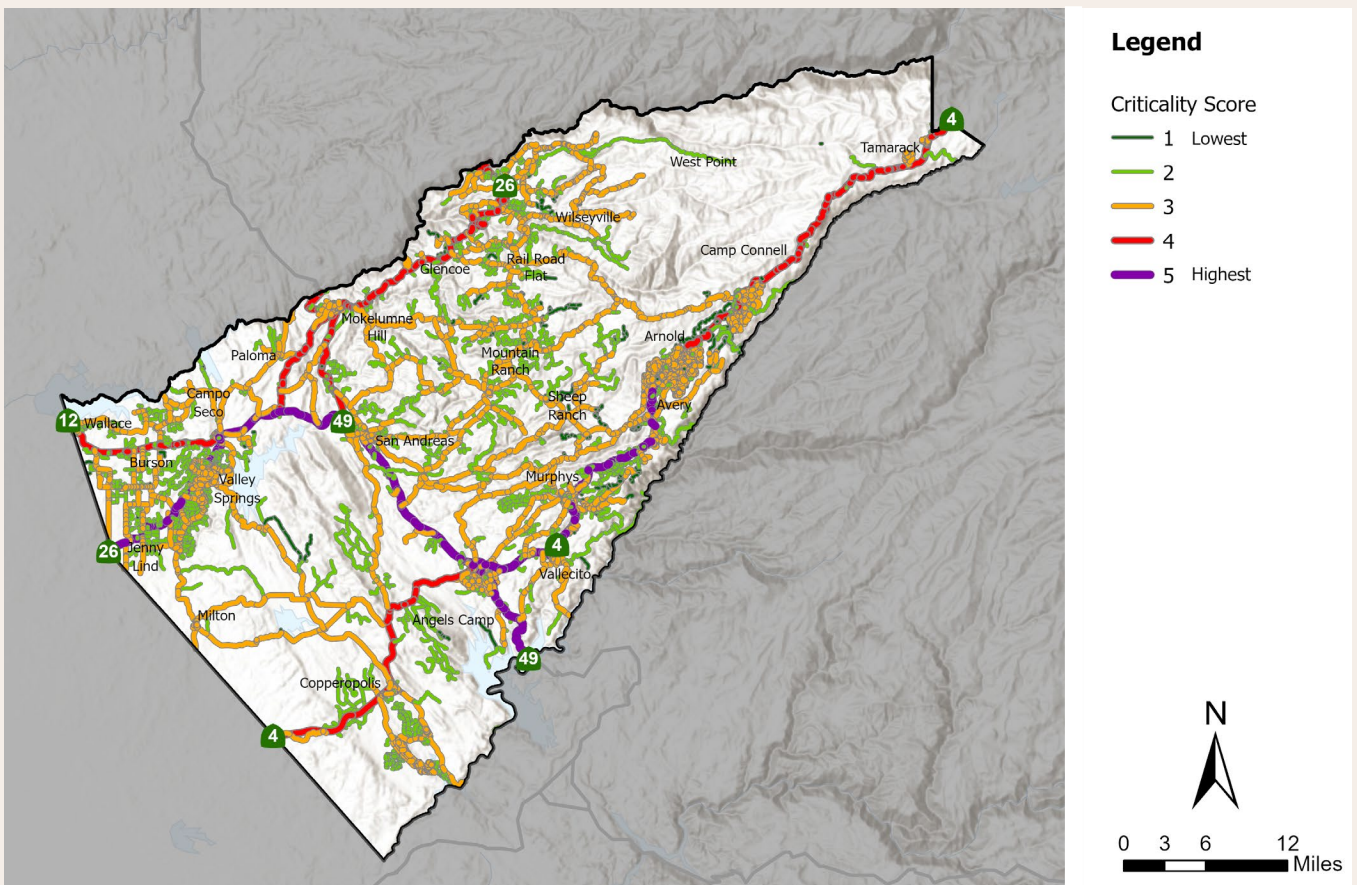 4
Tamarack
West Point
26
Wilseyville
Camp Connell
Rail Road
Flat
Glencoe
Mokelumne
Hill
Arnold
Paloma
Mountain
Ranch
Campo
Seco
Sheep
Ranch
Avery
12
Wallace
49
San Andreas
Burson
Valley
Springs
Murphys
26
Jenny
Lind
4
Vallecito
Milton
Angels Camp
49
Copperopolis
4
Legend
Criticality Score
1 Lowest
2
3
4
5 Highest
N
0 3 6 12
Miles